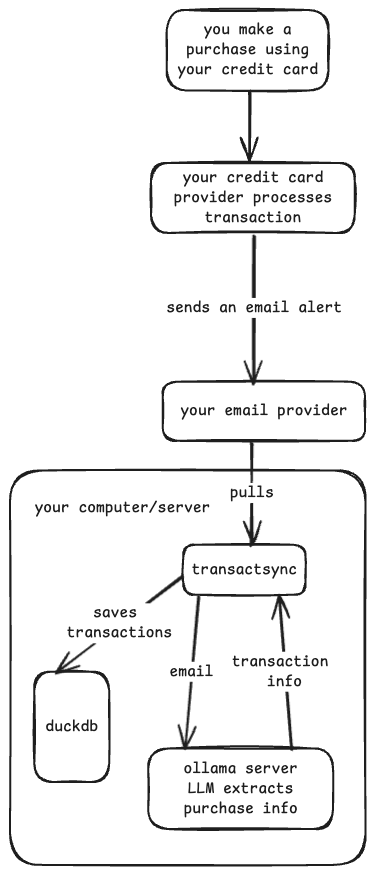 you make a
purchase using
your credit card
your credit card
provider processes
transaction
sends an email alert
your email provider
pulls
your computer/server
transactsync
saves
transactions
email
transaction
info
duckdb
ollama server
LLM extracts
purchase info